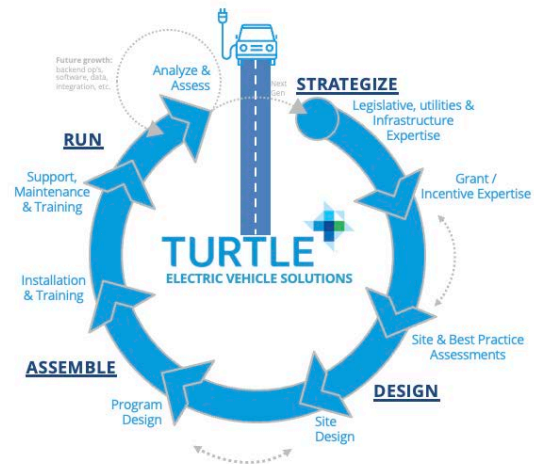 Future growth:
backend op's,
software, data,
integration, etc.
Analyze &
Assess
Next
Gen
STRATEGIZE
Legislative, utilities &
Infrastructure
Expertise
Grant /
Incentive Expertise
Site & Best Practice
Assessments
DESIGN
Site
Design
Program
Design
ASSEMBLE
Installation
& Training
Support,
Maintenance
& Training
RUN
TURTLE
ELECTRIC VEHICLE SOLUTIONS